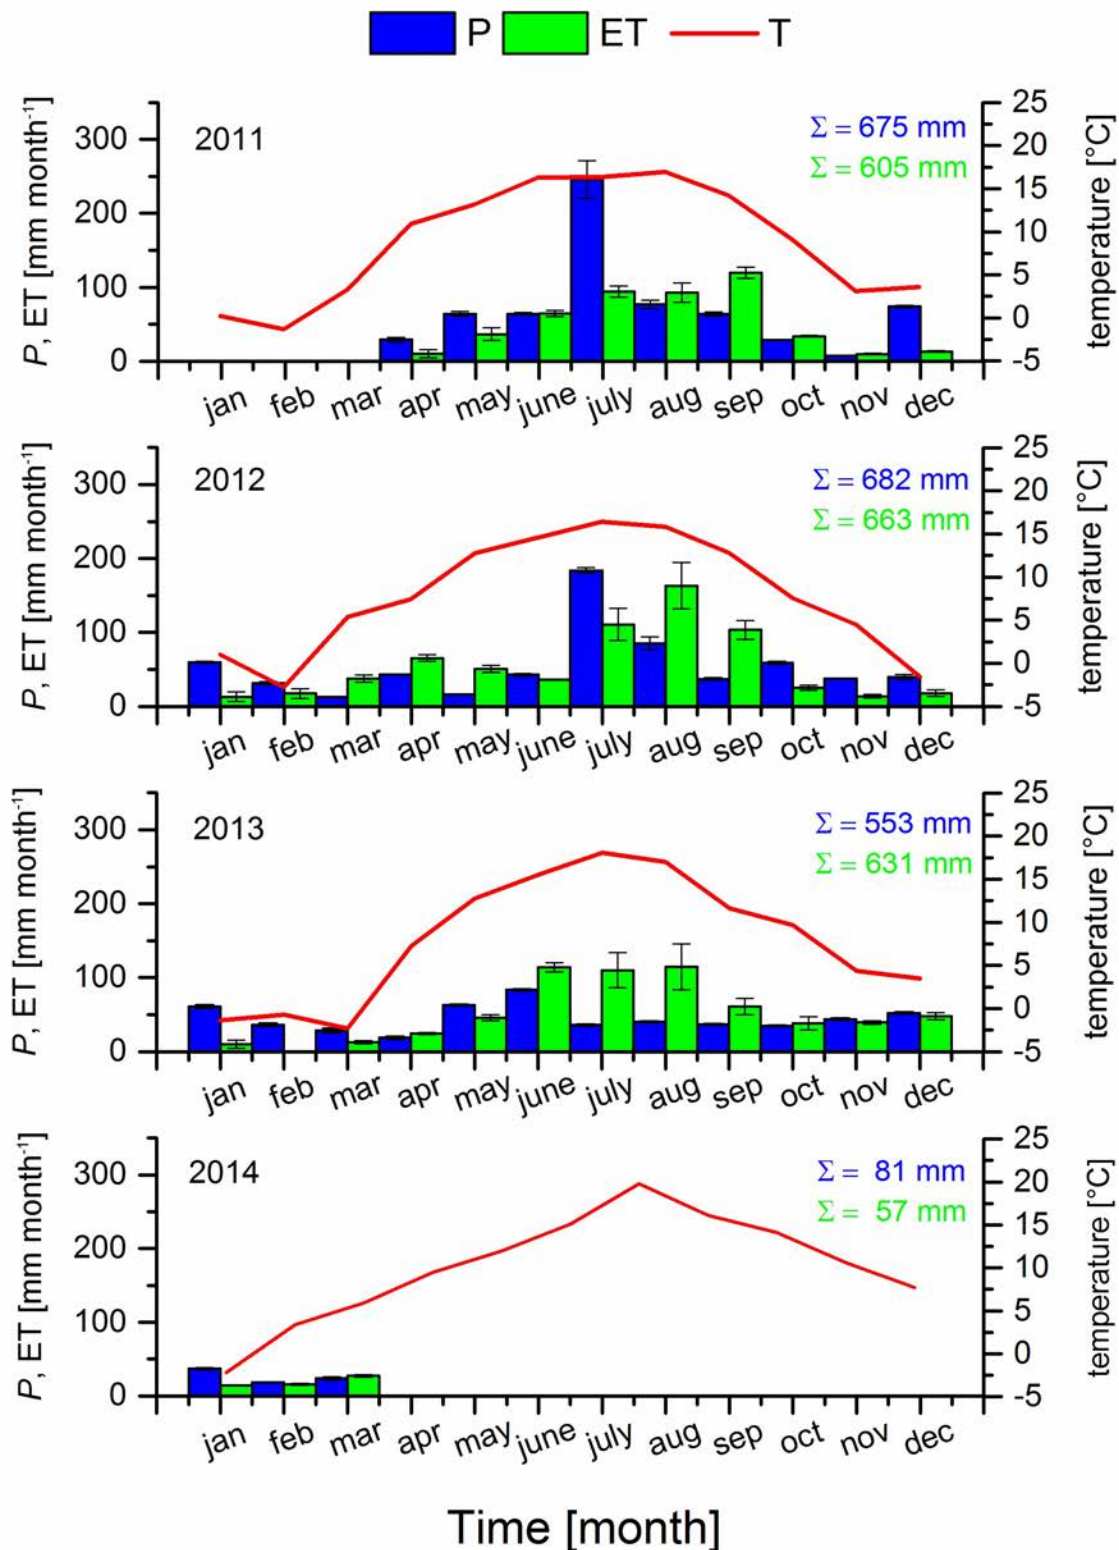 P ET T
2011
Σ = 675 mm
Σ = 605 mm
P, ET [mm month-1]
300
200
100
0
25
20
15
10
5
0
-5
temperature [°C]
jan feb mar apr may june july aug sep oct nov dec
2012
Σ = 682 mm
Σ = 663 mm
P, ET [mm month-1]
300
200
100
0
25
20
15
10
5
0
-5
temperature [°C]
jan feb mar apr may june july aug sep oct nov dec
2013
Σ = 553 mm
Σ = 631 mm
P, ET [mm month-1]
300
200
100
0
25
20
15
10
5
0
-5
temperature [°C]
jan feb mar apr may june july aug sep oct nov dec
2014
Σ = 81 mm
Σ = 57 mm
P, ET [mm month-1]
300
200
100
0
25
20
15
10
5
0
-5
temperature [°C]
jan feb mar apr may june july aug sep oct nov dec
Time [month]